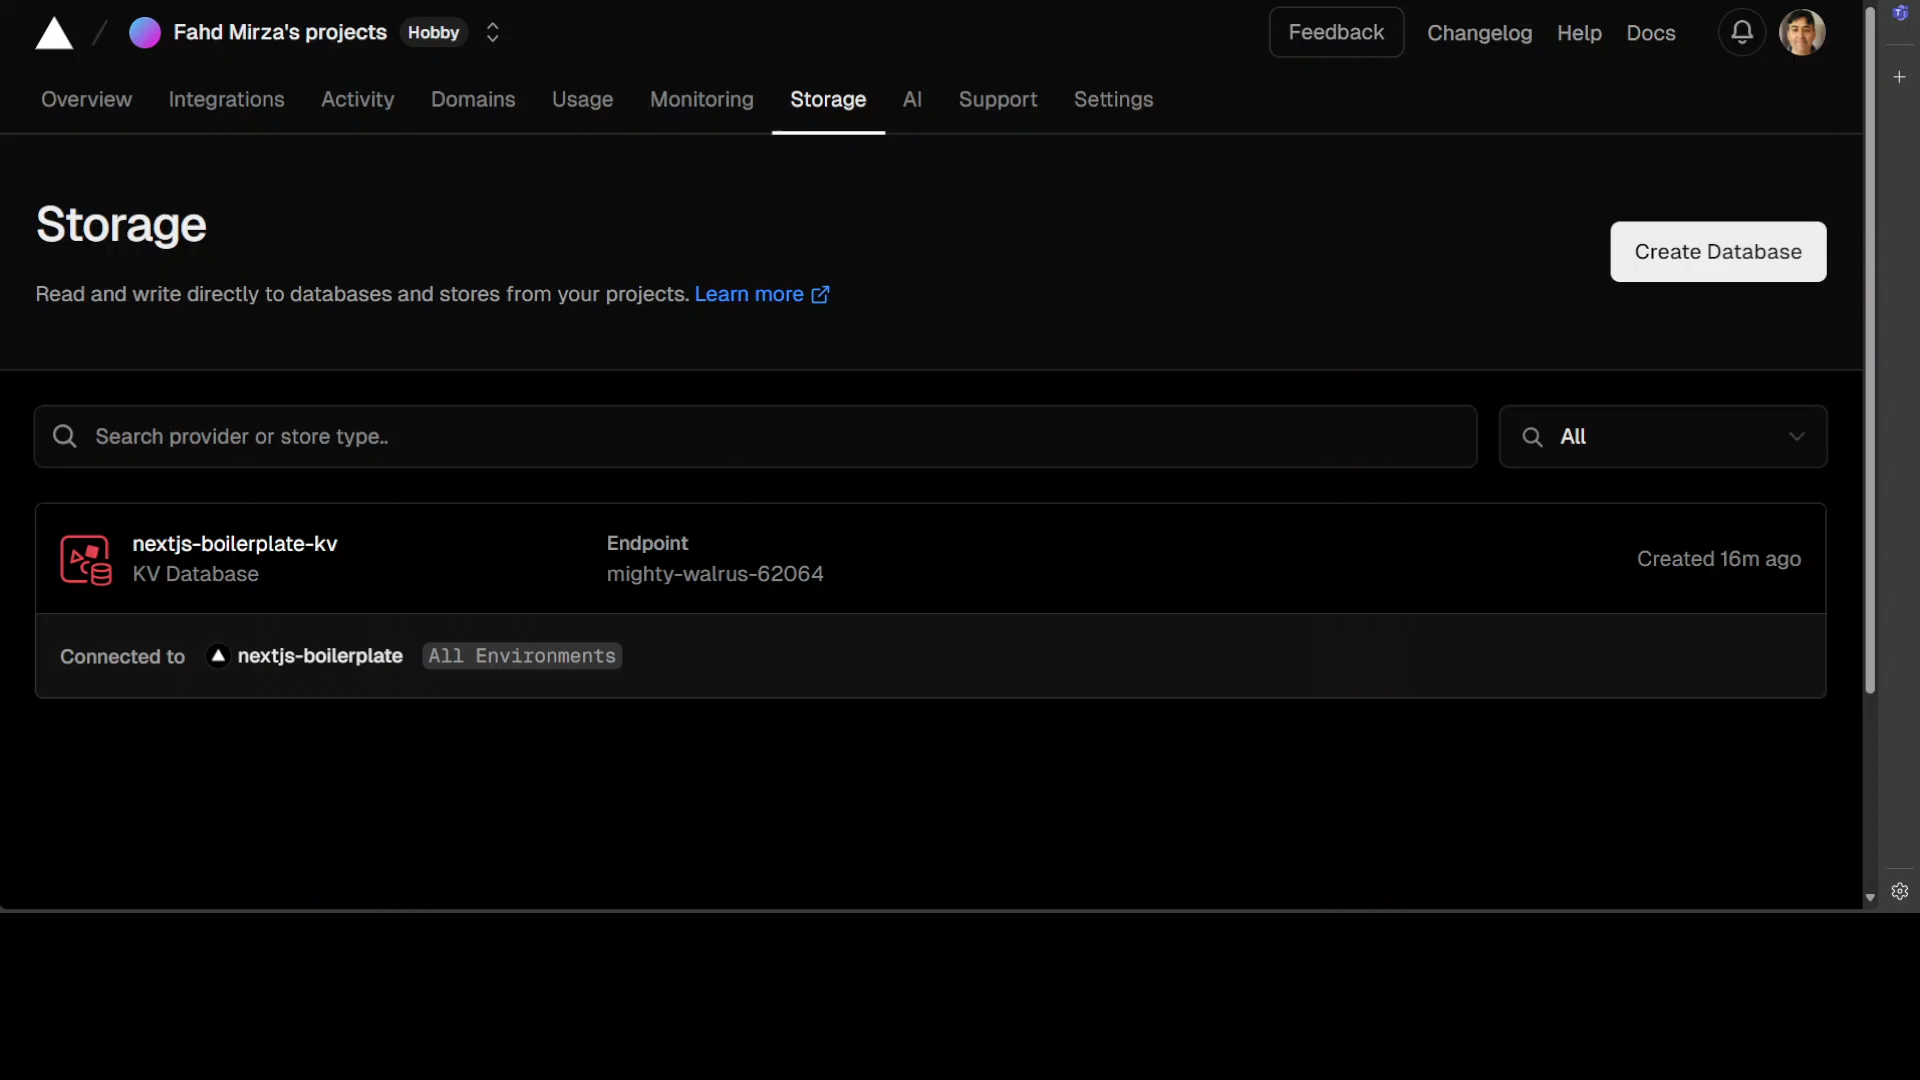 Fahd Mirza's projects Hobby Feedback Changelog Help Docs
Overview Integrations Activity Domains Usage Monitoring Storage AI Support Settings
Storage
Create Database
Read and write directly to databases and stores from your projects. Learn more
Search provider or store type..
All
nextjs-boilerplate-kv
KV Database
Endpoint
mighty-walrus-62064
Created 16m ago
Connected to nextjs-boilerplate All Environments